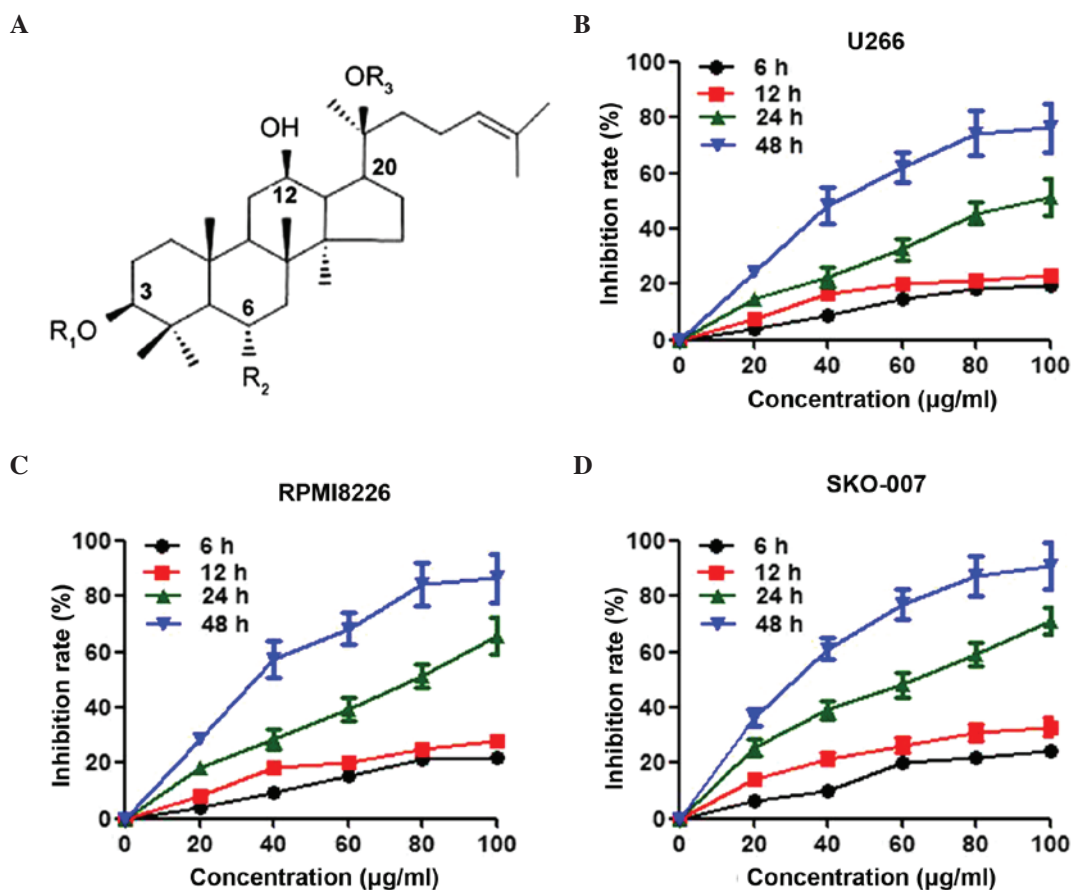 A
OR3
OH
20
12
3
6
R1O
R2
B
U266
6 h
12 h
24 h
48 h
Inhibition rate (%)
100
80
60
40
20
0
0 20 40 60 80 100
Concentration (µg/ml)
C
RPMI8226
6 h
12 h
24 h
48 h
Inhibition rate (%)
100
80
60
40
20
0
0 20 40 60 80 100
Concentration (µg/ml)
D
SKO-007
6 h
12 h
24 h
48 h
Inhibition rate (%)
100
80
60
40
20
0
0 20 40 60 80 100
Concentration (µg/ml)